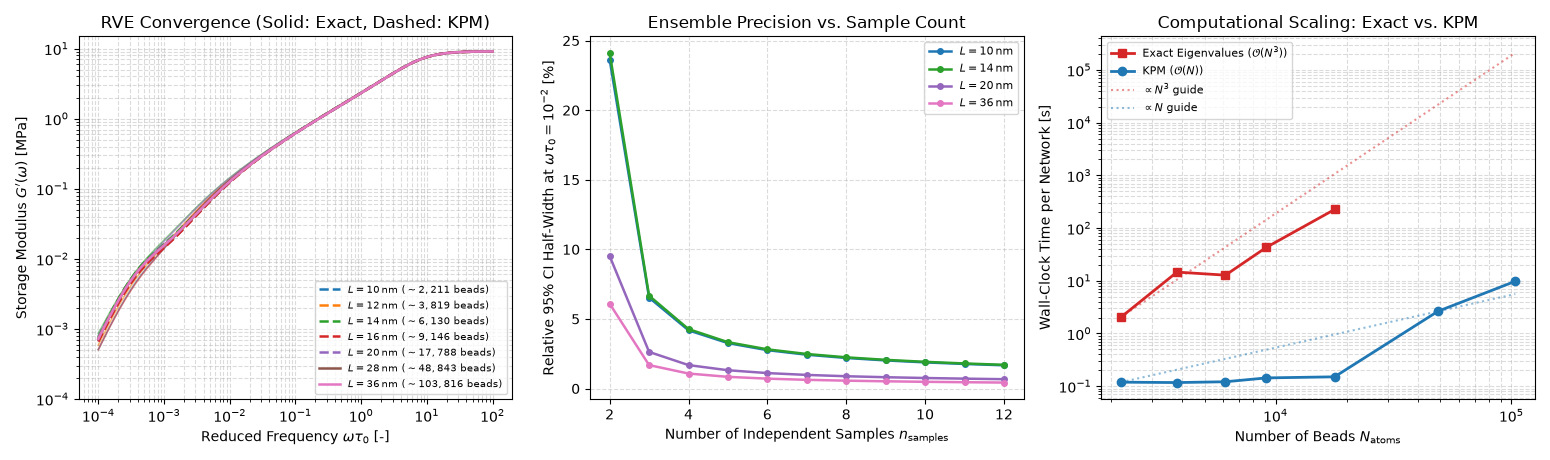 RVE Convergence (Solid: Exact, Dashed: KPM)
Storage Modulus G′(ω) [MPa]
10¹
10⁰
10⁻¹
10⁻²
10⁻³
10⁻⁴
L = 10 nm (∼2, 211 beads)
L = 12 nm (∼3, 819 beads)
L = 14 nm (∼6, 130 beads)
L = 16 nm (∼9, 146 beads)
L = 20 nm (∼17, 788 beads)
L = 28 nm (∼48, 843 beads)
L = 36 nm (∼103, 816 beads)
10⁻⁴ 10⁻³ 10⁻² 10⁻¹ 10⁰ 10¹ 10²
Reduced Frequency ωτ₀ [-]
Ensemble Precision vs. Sample Count
Relative 95% CI Half-Width at ωτ₀ = 10⁻² [%]
25
20
15
10
5
0
L = 10 nm
L = 14 nm
L = 20 nm
L = 36 nm
2 4 6 8 10 12
Number of Independent Samples n_samples
Computational Scaling: Exact vs. KPM
Wall-Clock Time per Network [s]
10⁵
10⁴
10³
10²
10¹
10⁰
10⁻¹
Exact Eigenvalues (𝒪(N³))
KPM (𝒪(N))
∝ N³ guide
∝ N guide
10⁴ 10⁵
Number of Beads N_atoms